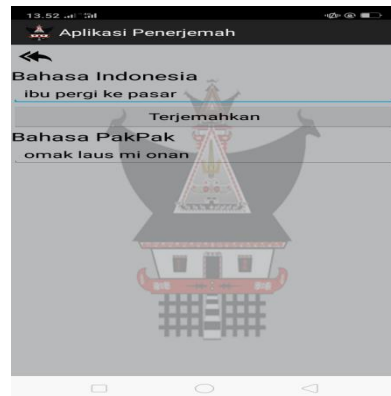 13.52
Aplikasi Penerjemah
Bahasa Indonesia
ibu pergi ke pasar
Terjemahkan
Bahasa PakPak
omak laus mi onan